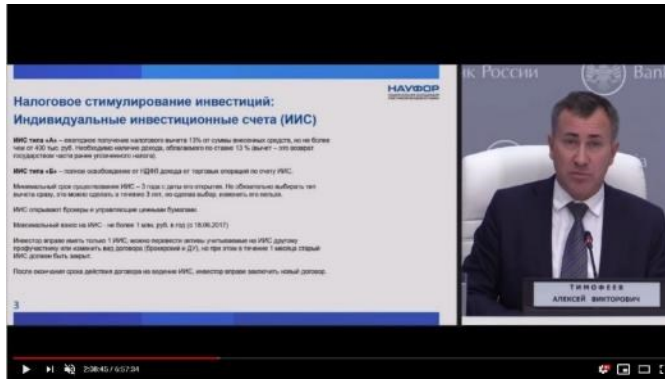 НАУФОР
Налоговое стимулирование инвестиций:
Индивидуальные инвестиционные счета (ИИС)
ИИС типа «А» – ежегодное получение налогового вычета 13% от суммы внесенных средств, но не более
чем от 400 тыс. руб. Необходимо наличие дохода, облагаемого по ставке 13 % (вычет – это возврат
государством части ранее уплаченного налога).
ИИС типа «Б» – полное освобождение от НДФЛ дохода от торговых операций по счету ИИС.
Минимальный срок существования ИИС – 3 года с даты его открытия. Не обязательно выбирать тип
вычета сразу, это можно сделать в течение 3 лет, но сделав выбор, изменить его нельзя.
ИИС открывают брокеры и управляющие ценными бумагами.
Максимальный взнос на ИИС - не более 1 млн. руб. в год (с 18.06.2017)
Инвестор вправе иметь только 1 ИИС, можно перевести активы учитываемые на ИИС другому
профучастнику или изменить вид договора (брокерский и ДУ), но при этом в течение 1 месяца старый
ИИС должен быть закрыт.
После окончания срока действия договора на ведение ИИС, инвестор вправе заключить новый договор.
3
нк России
Bank
ТИМОФЕЕВ
АЛЕКСЕЙ ВИКТОРОВИЧ
2:38:45 / 6:57:34